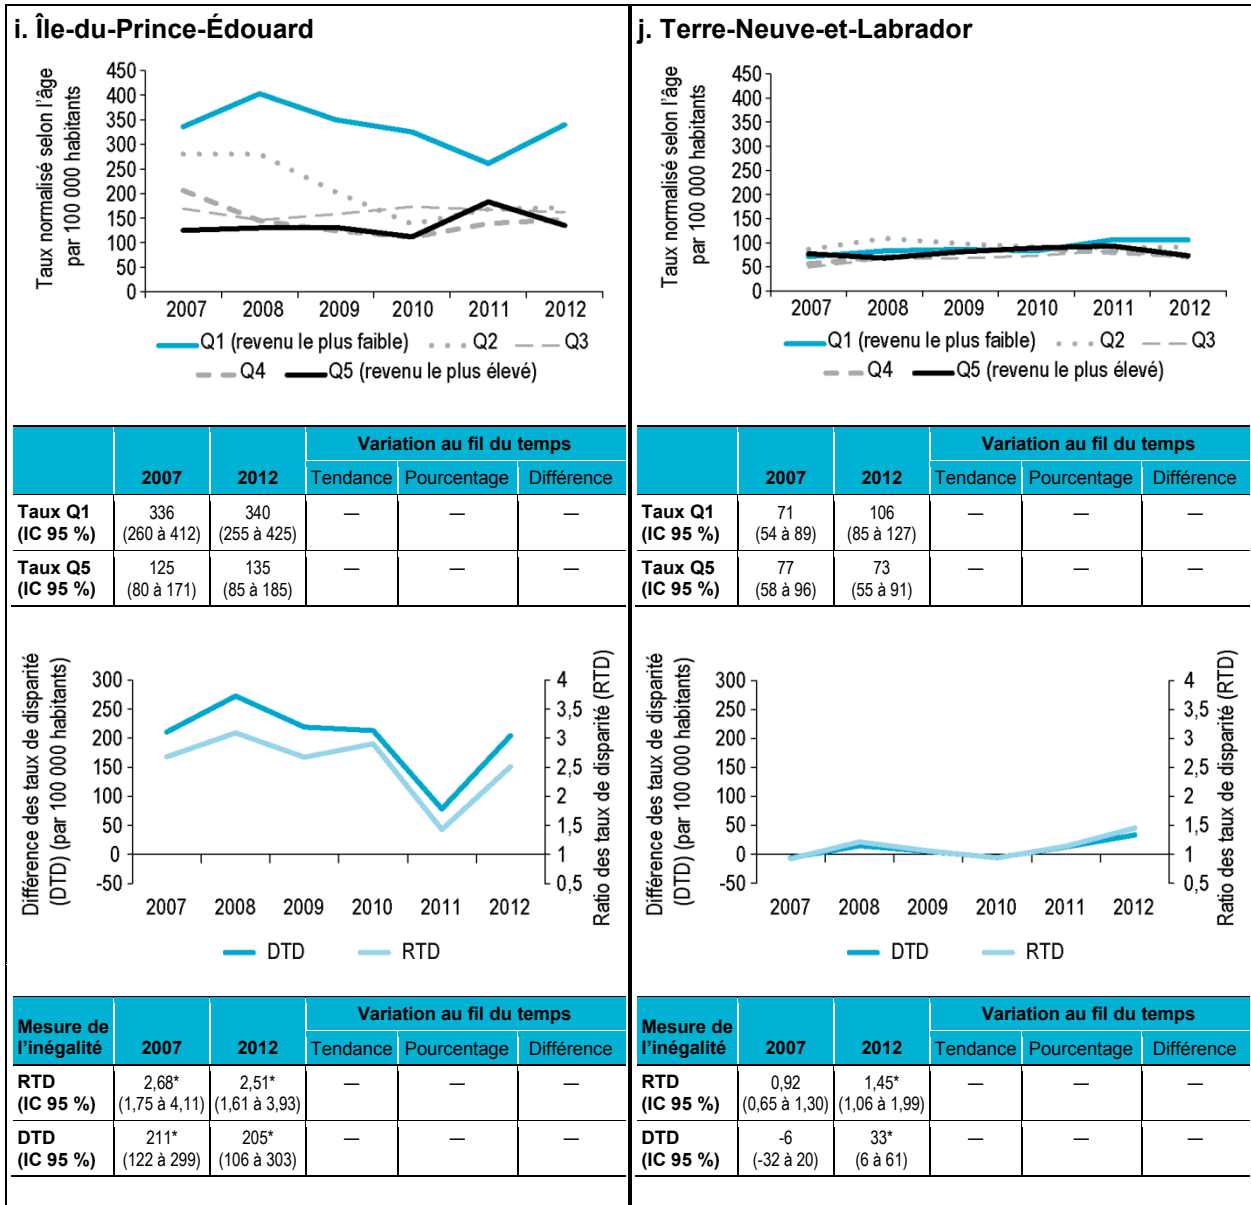 i. Île-du-Prince-Édouard
Taux normalisé selon l'âge
par 100 000 habitants
450
400
350
300
250
200
150
100
50
0
2007 2008 2009 2010 2011 2012
Q1 (revenu le plus faible) Q2 Q3
Q4 Q5 (revenu le plus élevé)
2007 2012 Variation au fil du temps
Tendance Pourcentage Différence
Taux Q1 336 340 — — —
(IC 95 %) (260 à 412) (255 à 425)
Taux Q5 125 135 — — —
(IC 95 %) (80 à 171) (85 à 185)
Différence des taux de disparité
(DTD) (par 100 000 habitants)
300
250
200
150
100
50
0
-50
4
3,5
3
2,5
2
1,5
1
0,5
Ratio des taux de disparité (RTD)
2007 2008 2009 2010 2011 2012
DTD RTD
Mesure de
l'inégalité 2007 2012 Variation au fil du temps
Tendance Pourcentage Différence
RTD 2,68* 2,51* — — —
(IC 95 %) (1,75 à 4,11) (1,61 à 3,93)
DTD 211* 205* — — —
(IC 95 %) (122 à 299) (106 à 303)
j. Terre-Neuve-et-Labrador
Taux normalisé selon l'âge
par 100 000 habitants
450
400
350
300
250
200
150
100
50
0
2007 2008 2009 2010 2011 2012
Q1 (revenu le plus faible) Q2 Q3
Q4 Q5 (revenu le plus élevé)
2007 2012 Variation au fil du temps
Tendance Pourcentage Différence
Taux Q1 71 106 — — —
(IC 95 %) (54 à 89) (85 à 127)
Taux Q5 77 73 — — —
(IC 95 %) (58 à 96) (55 à 91)
Différence des taux de disparité
(DTD) (par 100 000 habitants)
300
250
200
150
100
50
0
-50
4
3,5
3
2,5
2
1,5
1
0,5
Ratio des taux de disparité (RTD)
2007 2008 2009 2010 2011 2012
DTD RTD
Mesure de
l'inégalité 2007 2012 Variation au fil du temps
Tendance Pourcentage Différence
RTD 0,92 1,45* — — —
(IC 95 %) (0,65 à 1,30) (1,06 à 1,99)
DTD -6 33* — — —
(IC 95 %) (-32 à 20) (6 à 61)